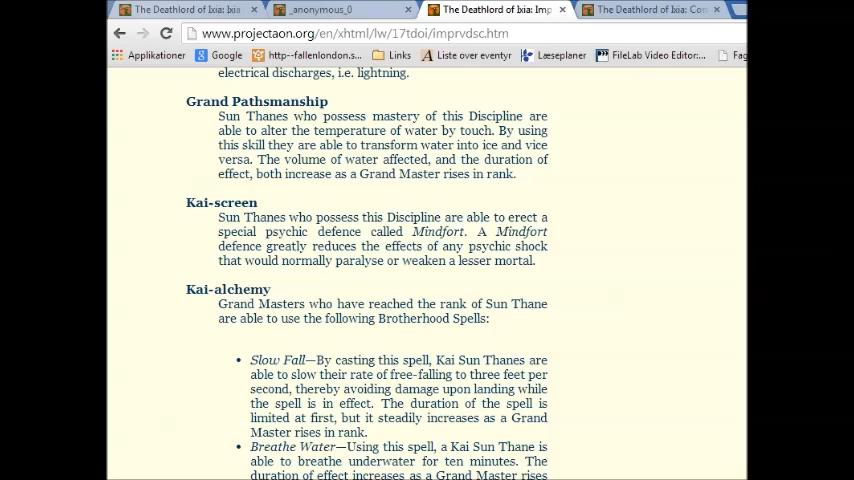 The Deathlord of Ixia: Ixia
_anonymous_0
The Deathlord of Ixia: Imp
The Deathlord of Ixia: Con
www.projectaon.org/en/xhtml/lw/17tdoi/imprvdsc.htm
Applikationer
Google
http--fallenlondon.s...
Links
Liste over eventyr
Læseplaner
FileLab Video Editor:...
Fag
electrical discharges, i.e. lightning.
Grand Pathsmanship
Sun Thanes who possess mastery of this Discipline are
able to alter the temperature of water by touch. By using
this skill they are able to transform water into ice and vice
versa. The volume of water affected, and the duration of
effect, both increase as a Grand Master rises in rank.
Kai-screen
Sun Thanes who possess this Discipline are able to erect a
special psychic defence called Mindfort. A Mindfort
defence greatly reduces the effects of any psychic shock
that would normally paralyse or weaken a lesser mortal.
Kai-alchemy
Grand Masters who have reached the rank of Sun Thane
are able to use the following Brotherhood Spells:
• Slow Fall—By casting this spell, Kai Sun Thanes are
able to slow their rate of free-falling to three feet per
second, thereby avoiding damage upon landing while
the spell is in effect. The duration of the spell is
limited at first, but it steadily increases as a Grand
Master rises in rank.
• Breathe Water—Using this spell, a Kai Sun Thane is
able to breathe underwater for ten minutes. The
duration of effect increases as a Grand Master rises